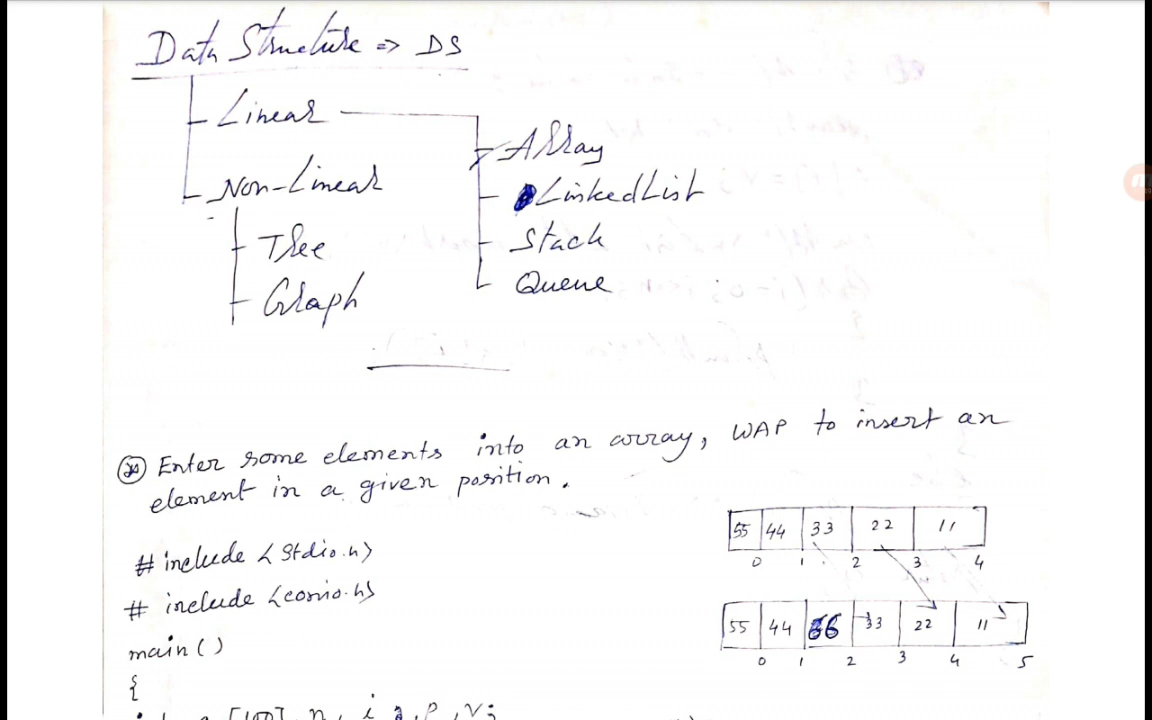 Data Structure => DS
Linear
Array
Non-Linear
LinkedList
Tree
Stack
Graph
Queue
Enter some elements into an array, WAP to insert an
element in a given position.
55 44 33 22 11
0 1 2 3 4
# include <stdio.h>
# include <conio.h>
55 44 66 33 22 11
0 1 2 3 4 5
main()
{
[100], n, i